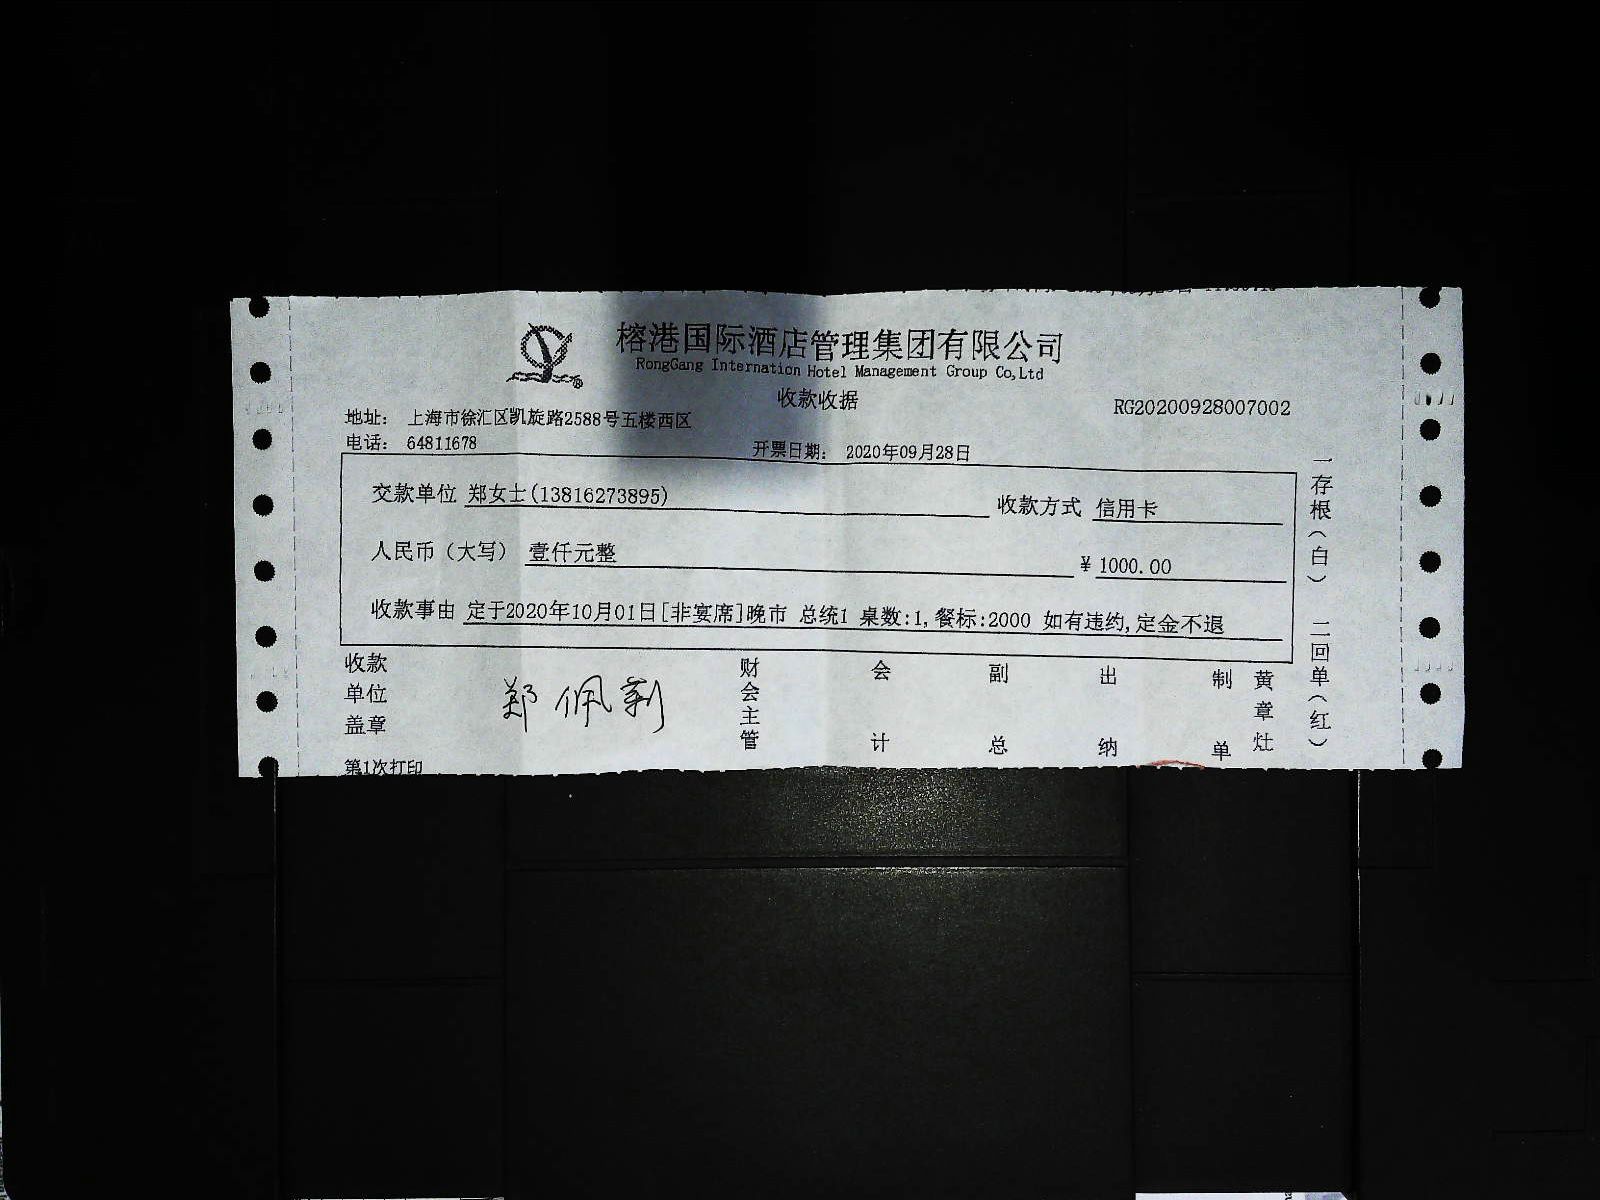 榕港国际酒店管理集团有限公司
RongGang Internation Hotel Management Group Co,Ltd
收款收据
RG20200928007002
地址： 上海市徐汇区凯旋路2588号五楼西区
电话： 64811678
开票日期： 2020年09月28日
交款单位 郑女士(13816273895) 收款方式 信用卡
人民币（大写） 壹仟元整 ¥ 1000.00
收款事由 定于2020年10月01日[非宴席]晚市 总统1 桌数:1,餐标:2000 如有违约,定金不退
一存根（白） 二回单（红）
收款单位盖章 郑佩莉 财会主管 会计 副总 出纳 制单 黄章灶
第1次打印